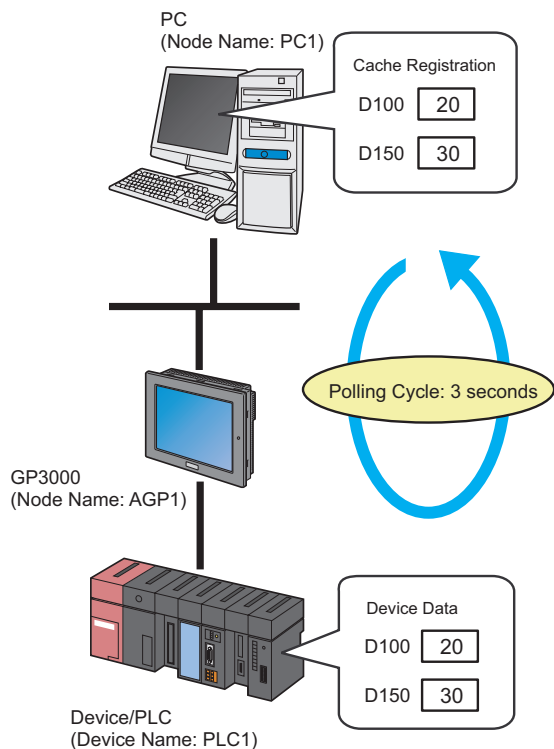 PC
(Node Name: PC1)
Cache Registration
D100 20
D150 30
Polling Cycle: 3 seconds
GP3000
(Node Name: AGP1)
Device Data
D100 20
D150 30
Device/PLC
(Device Name: PLC1)